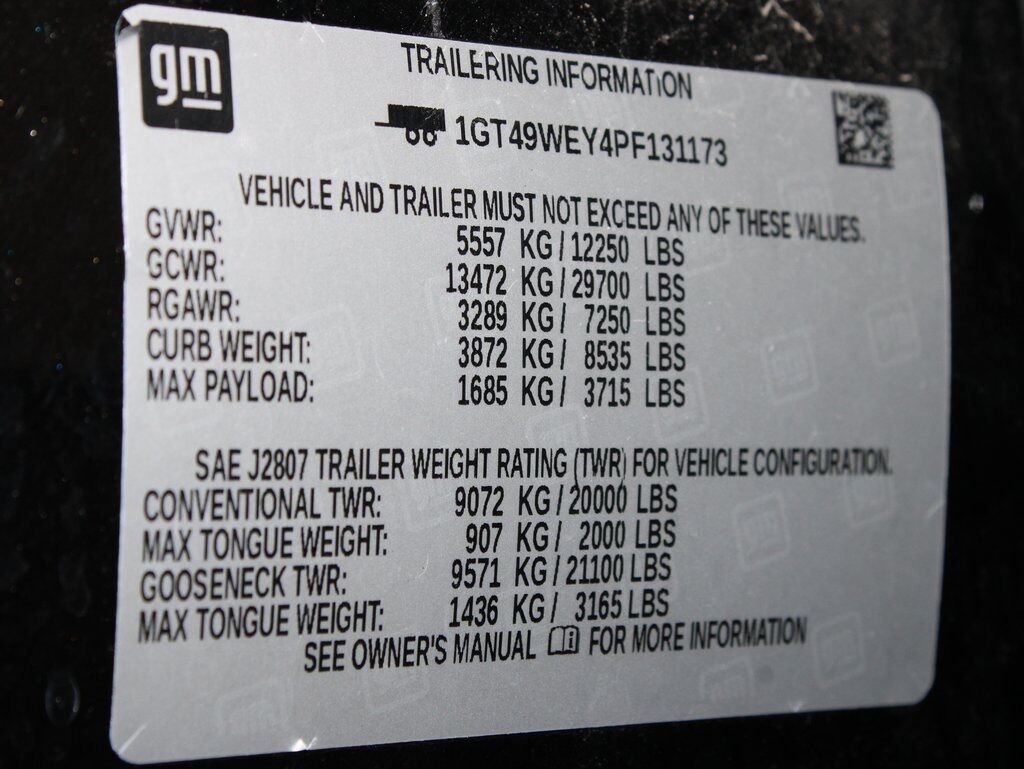 gm
TRAILERING INFORMATION
1GT49WEY4PF131173
VEHICLE AND TRAILER MUST NOT EXCEED ANY OF THESE VALUES.
GVWR: 5557 KG / 12250 LBS
GCWR: 13472 KG / 29700 LBS
RGAWR: 3289 KG / 7250 LBS
CURB WEIGHT: 3872 KG / 8535 LBS
MAX PAYLOAD: 1685 KG / 3715 LBS
SAE J2807 TRAILER WEIGHT RATING (TWR) FOR VEHICLE CONFIGURATION.
CONVENTIONAL TWR: 9072 KG / 20000 LBS
MAX TONGUE WEIGHT: 907 KG / 2000 LBS
GOOSENECK TWR: 9571 KG / 21100 LBS
MAX TONGUE WEIGHT: 1436 KG / 3165 LBS
SEE OWNER'S MANUAL FOR MORE INFORMATION